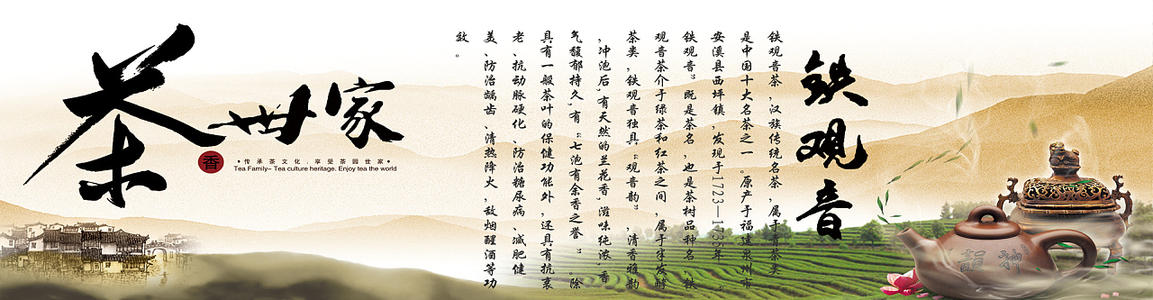 茶世家
香
•传承茶文化，享受茶园世家•
Tea Family- Tea culture heritage. Enjoy tea the world
铁观音
铁观音茶，汉族传统名茶，属于青茶类
是中国十大名茶之一。原产于福建泉州市
安溪县西坪镇，发现于1723—1735年
铁观音”既是茶名，也是茶树品种名，铁
观音茶介于绿茶和红茶之间，属于半发酵
茶类，铁观音独具“观音韵”，清香雅韵
，冲泡后，有天然的兰花香，滋味纯浓，香
气馥郁持久，有“七泡有余香之誉”。除
具有一般茶叶的保健功能外，还具有抗衰
老、抗动脉硬化、防治糖尿病、减肥健
美、防治龋齿、清热降火，敌烟醒酒等功
效。